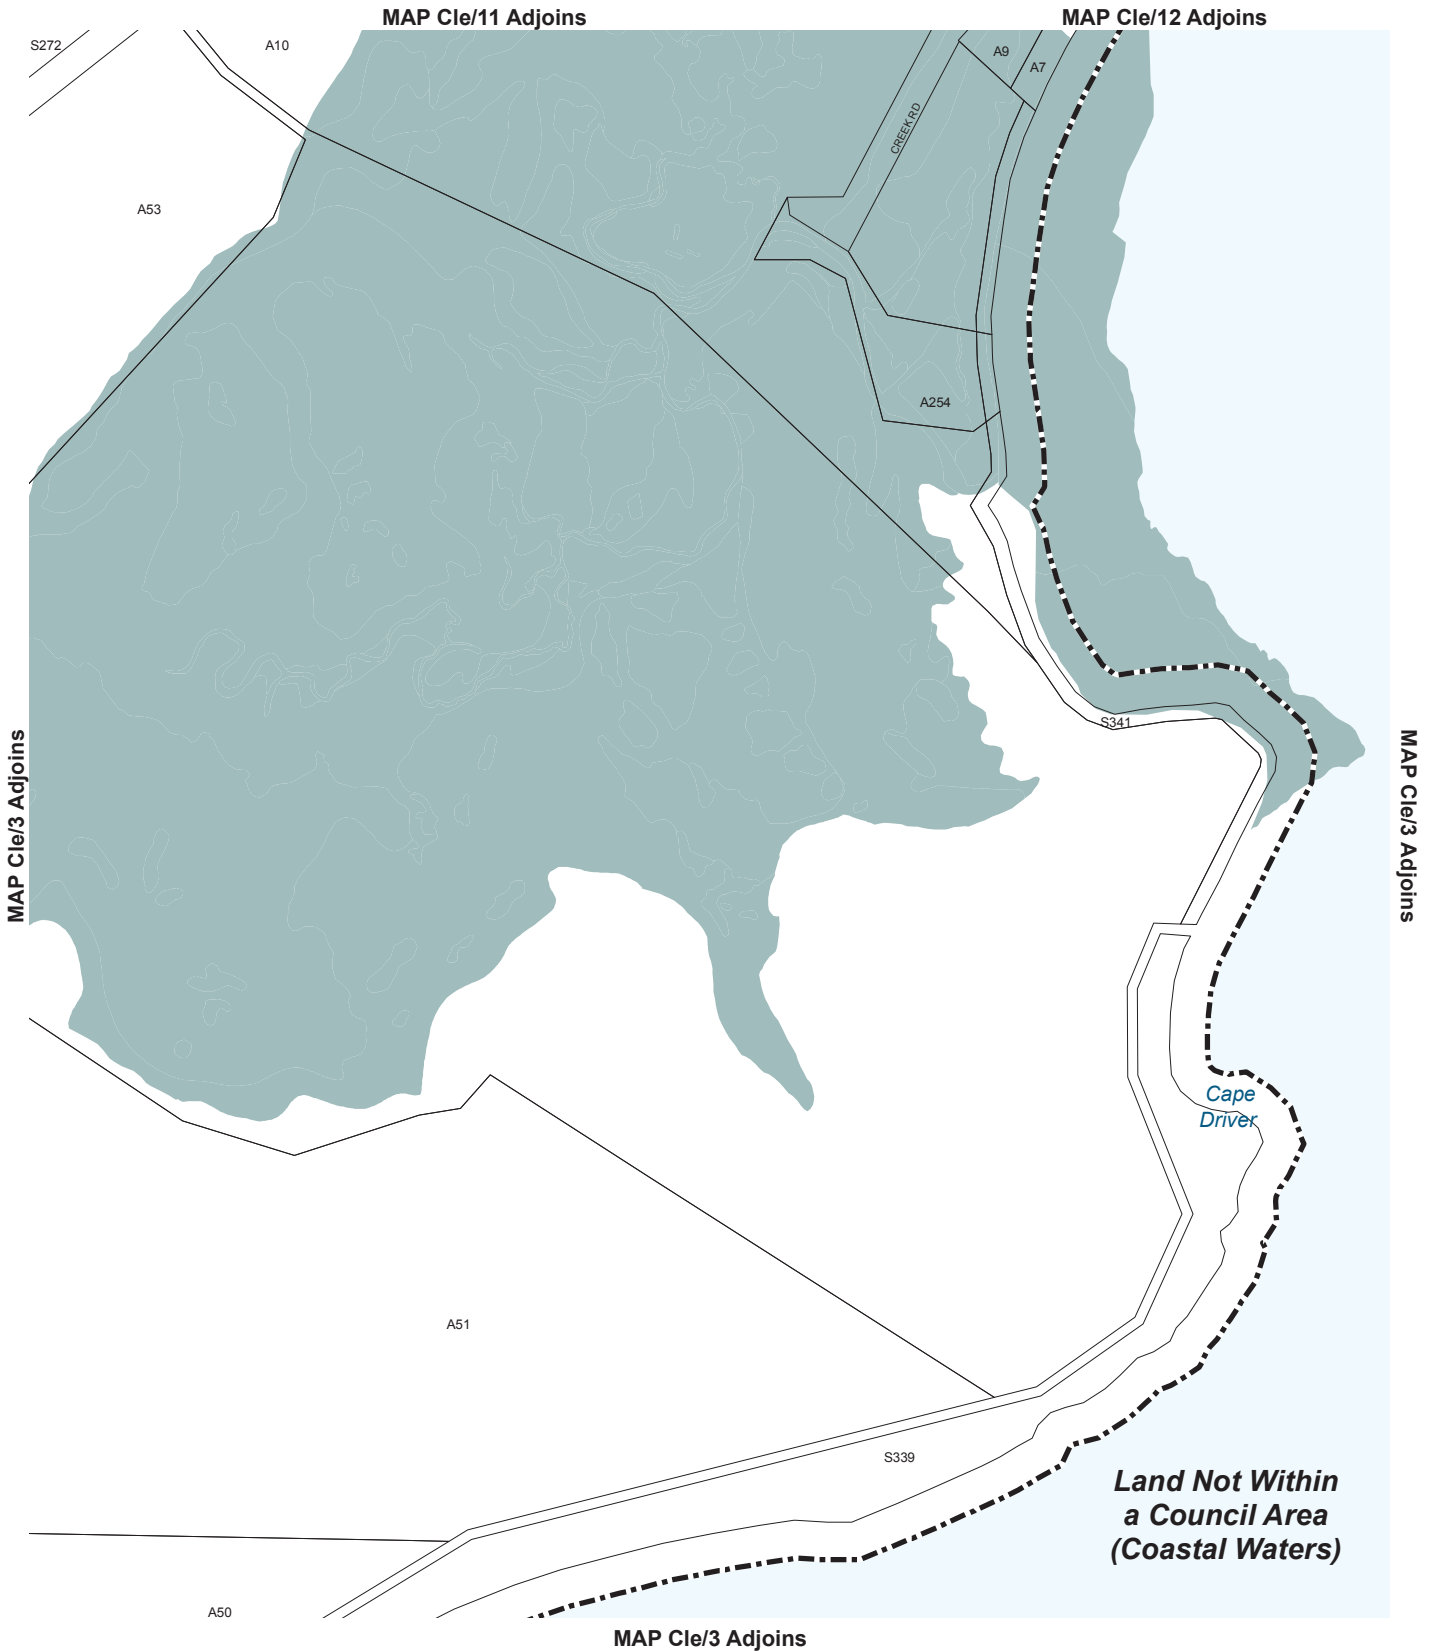 MAP Cle/11 Adjoins
MAP Cle/12 Adjoins
S272
A10
A9
A7
CREEK RD
A53
A254
S341
MAP Cle/3 Adjoins
MAP Cle/3 Adjoins
Cape
Driver
A51
S339
Land Not Within
a Council Area
(Coastal Waters)
A50
MAP Cle/3 Adjoins